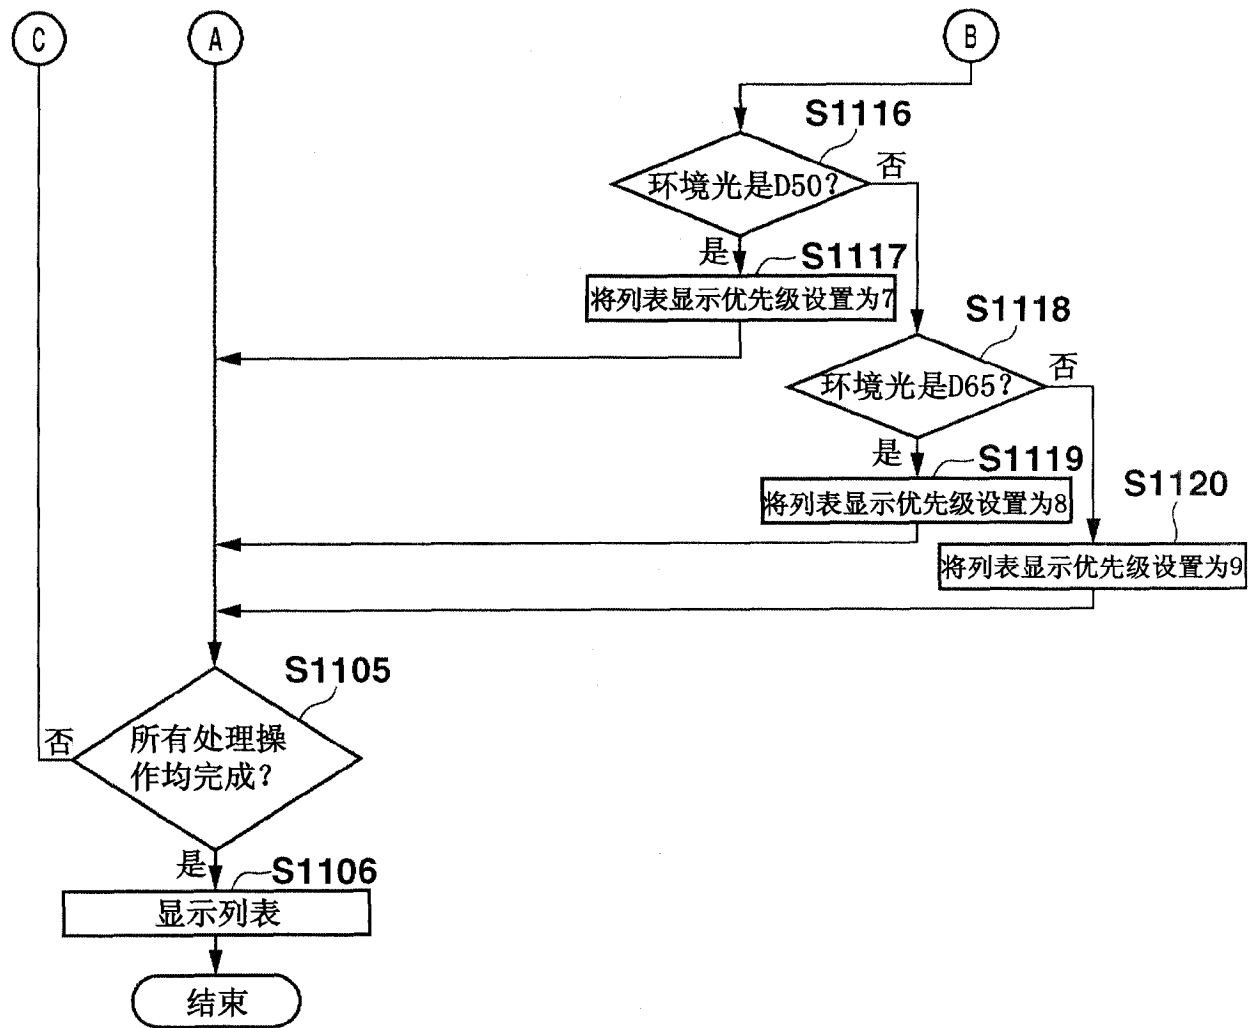 C
A
B
S1116
环境光是D50?
否
是
S1117
将列表显示优先级设置为7
S1118
环境光是D65?
否
是
S1119
将列表显示优先级设置为8
S1120
将列表显示优先级设置为9
S1105
所有处理操
作均完成?
否
是
S1106
显示列表
结束